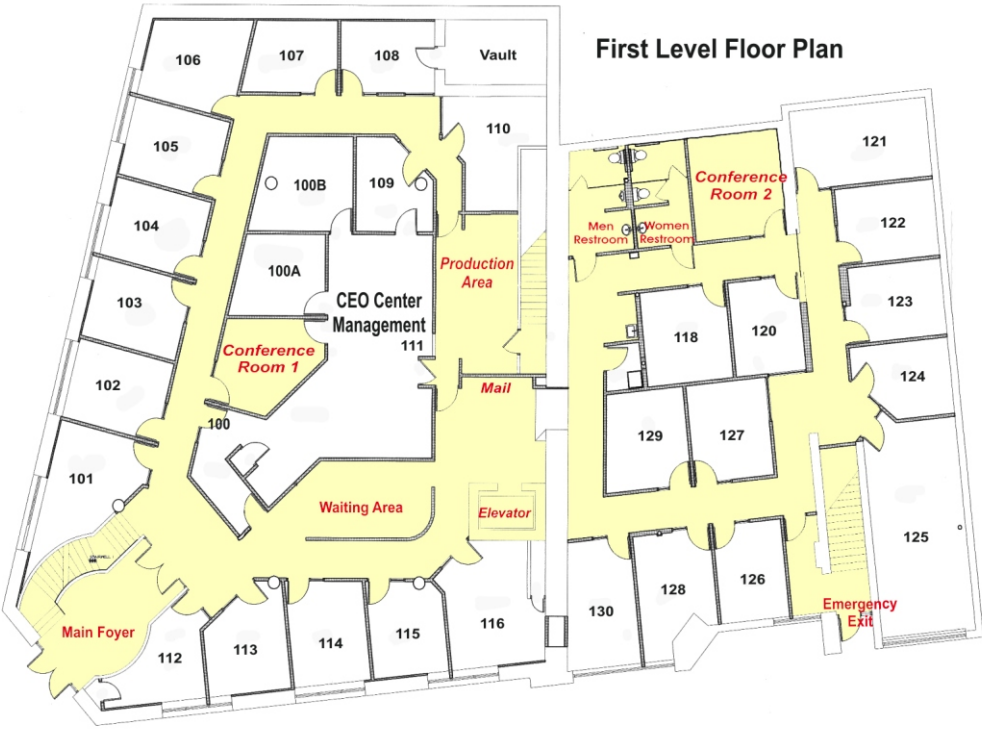 First Level Floor Plan
106
107
108
Vault
105
110
100B
109
104
100A
Production
Area
103
CEO Center
Management
111
Conference
Room 1
102
Mail
100
101
Waiting Area
Elevator
Main Foyer
112
113
114
115
116
121
Conference
Room 2
122
Men
Restroom
Women
Restroom
123
118
120
124
129
127
125
130
128
126
Emergency
Exit